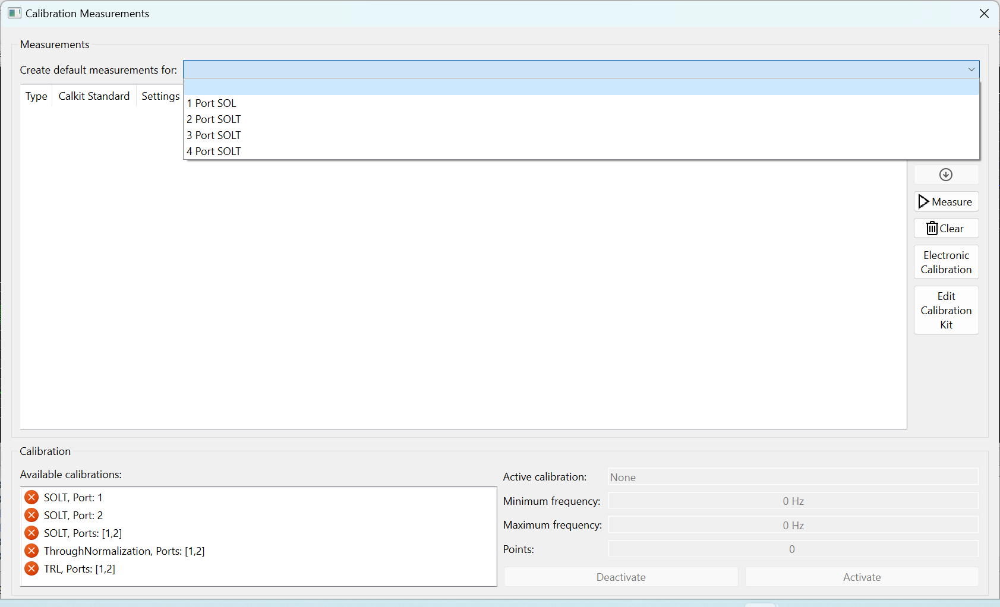 Calibration Measurements
Measurements
Create default measurements for:
Type Calkit Standard Settings
1 Port SOL
2 Port SOLT
3 Port SOLT
4 Port SOLT
Measure
Clear
Electronic
Calibration
Edit
Calibration
Kit
Calibration
Available calibrations:
SOLT, Port: 1
SOLT, Port: 2
SOLT, Ports: [1,2]
ThroughNormalization, Ports: [1,2]
TRL, Ports: [1,2]
Active calibration: None
Minimum frequency: 0 Hz
Maximum frequency: 0 Hz
Points: 0
Deactivate Activate